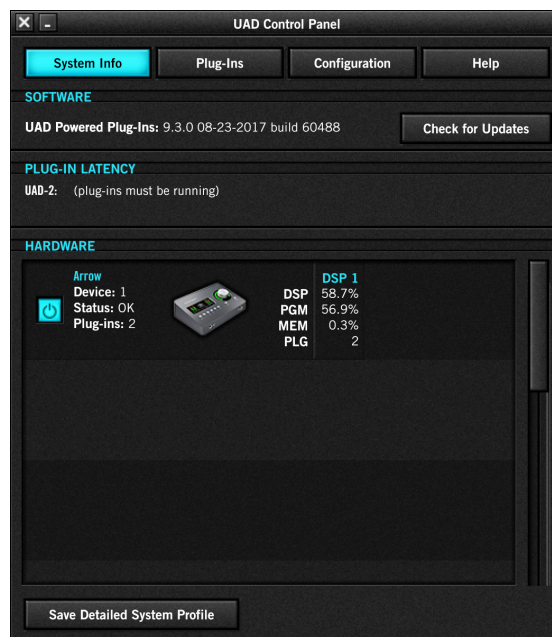 UAD Control Panel
System Info Plug-Ins Configuration Help
SOFTWARE
UAD Powered Plug-Ins: 9.3.0 08-23-2017 build 60488 Check for Updates
PLUG-IN LATENCY
UAD-2: (plug-ins must be running)
HARDWARE
Arrow DSP 1
Device: 1 DSP 58.7%
Status: OK PGM 56.9%
Plug-ins: 2 MEM 0.3%
PLG 2
Save Detailed System Profile